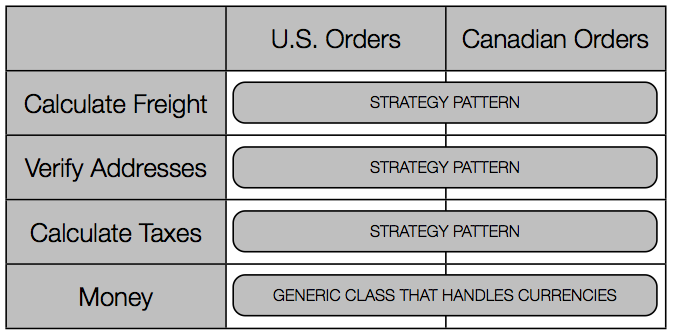 U.S. Orders Canadian Orders
Calculate Freight STRATEGY PATTERN
Verify Addresses STRATEGY PATTERN
Calculate Taxes STRATEGY PATTERN
Money GENERIC CLASS THAT HANDLES CURRENCIES